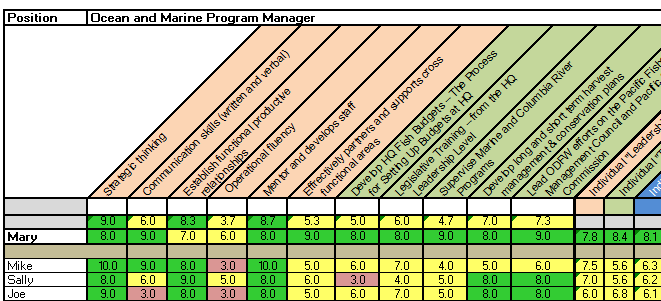 Position Ocean and Marine Program Manager
Strategic thinking
Communication skills (written and verbal)
Establish functional productive
relationships
Operational fluency
Mentor and develops staff
Effectively partners and supports cross
functional areas
Develop HQ Fish Budgets - The Process
for Setting Up Budgets at HQ
Legislative Training - from the HQ
leadership Level
Supervise Marine and Columbia River
Programs
Develop long and short term harvest
management & conservation plans
Lead ODFW efforts on the Pacific Fish
Management Council and Pacific
Commission
Individual "Leadersh
Individual "T
Indi
9.0 6.0 8.3 3.7 8.7 5.3 5.0 6.0 4.7 7.0 7.3
Mary 8.0 9.0 7.0 6.0 8.0 9.0 8.0 8.0 9.0 8.0 9.0 7.8 8.4 8.1
Mike 10.0 9.0 8.0 3.0 10.0 5.0 6.0 7.0 4.0 5.0 6.0 7.5 5.6 6.3
Sally 8.0 6.0 9.0 5.0 8.0 6.0 3.0 4.0 5.0 8.0 8.0 7.0 5.6 6.2
Joe 9.0 3.0 8.0 3.0 8.0 5.0 6.0 7.0 5.0 8.0 8.0 6.0 6.8 6.1